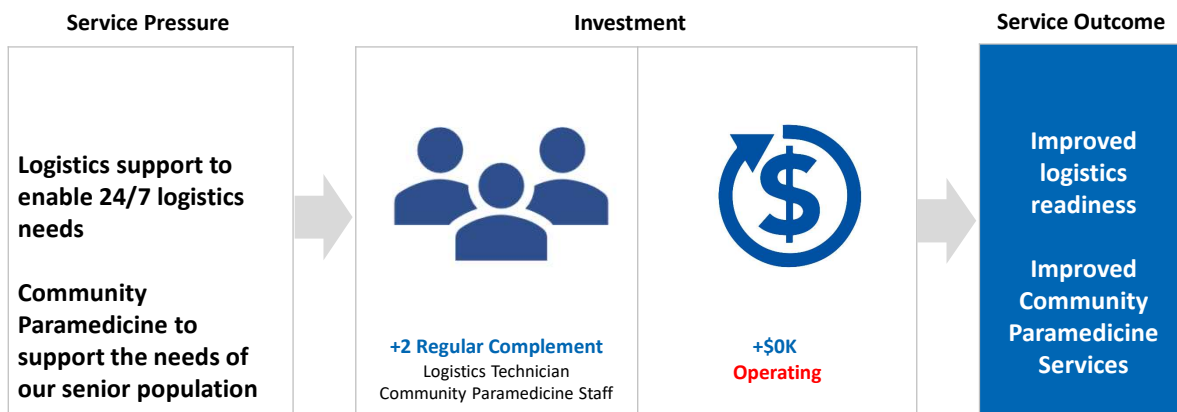 Service Pressure
Investment
Service Outcome
Logistics support to
enable 24/7 logistics
needs
Community
Paramedicine to
support the needs of
our senior population
$
+2 Regular Complement
Logistics Technician
Community Paramedicine Staff
+$0K
Operating
Improved
logistics
readiness
Improved
Community
Paramedicine
Services